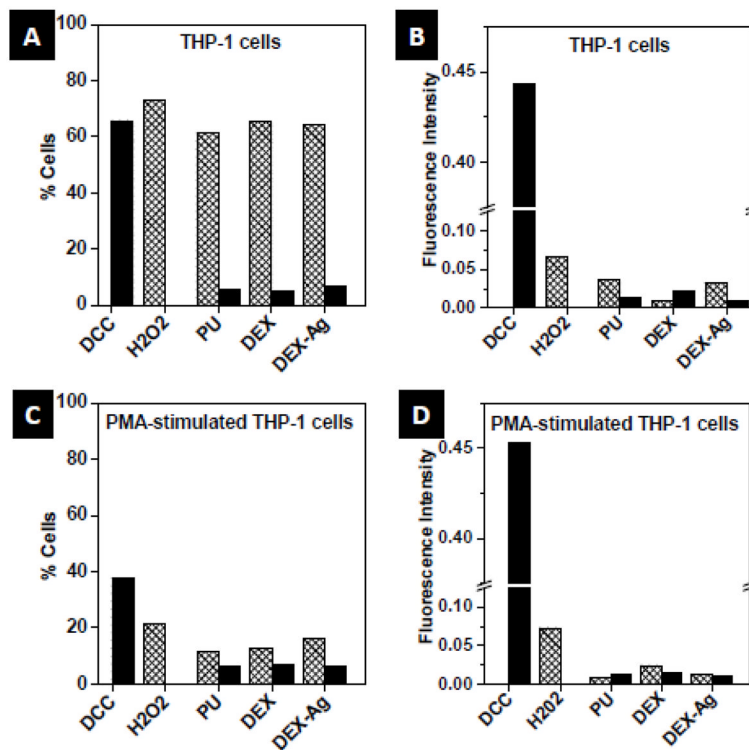 A
THP-1 cells
% Cells
100
80
60
40
20
0
DCC
H2O2
PU
DEX
DEX-Ag
B
THP-1 cells
Fluorescence Intensity
0.45
0.40
0.10
0.05
0.00
DCC
H2O2
PU
DEX
DEX-Ag
C
PMA-stimulated THP-1 cells
% Cells
100
80
60
40
20
0
DCC
H2O2
PU
DEX
DEX-Ag
D
PMA-stimulated THP-1 cells
Fluorescence Intensity
0.45
0.40
0.10
0.05
0.00
DCC
H202
PU
DEX
DEX-Ag